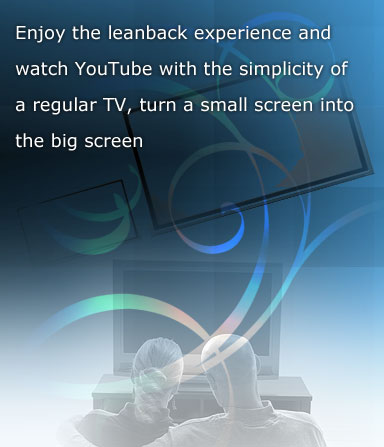 Enjoy the leanback experience and
watch YouTube with the simplicity of
a regular TV, turn a small screen into
the big screen